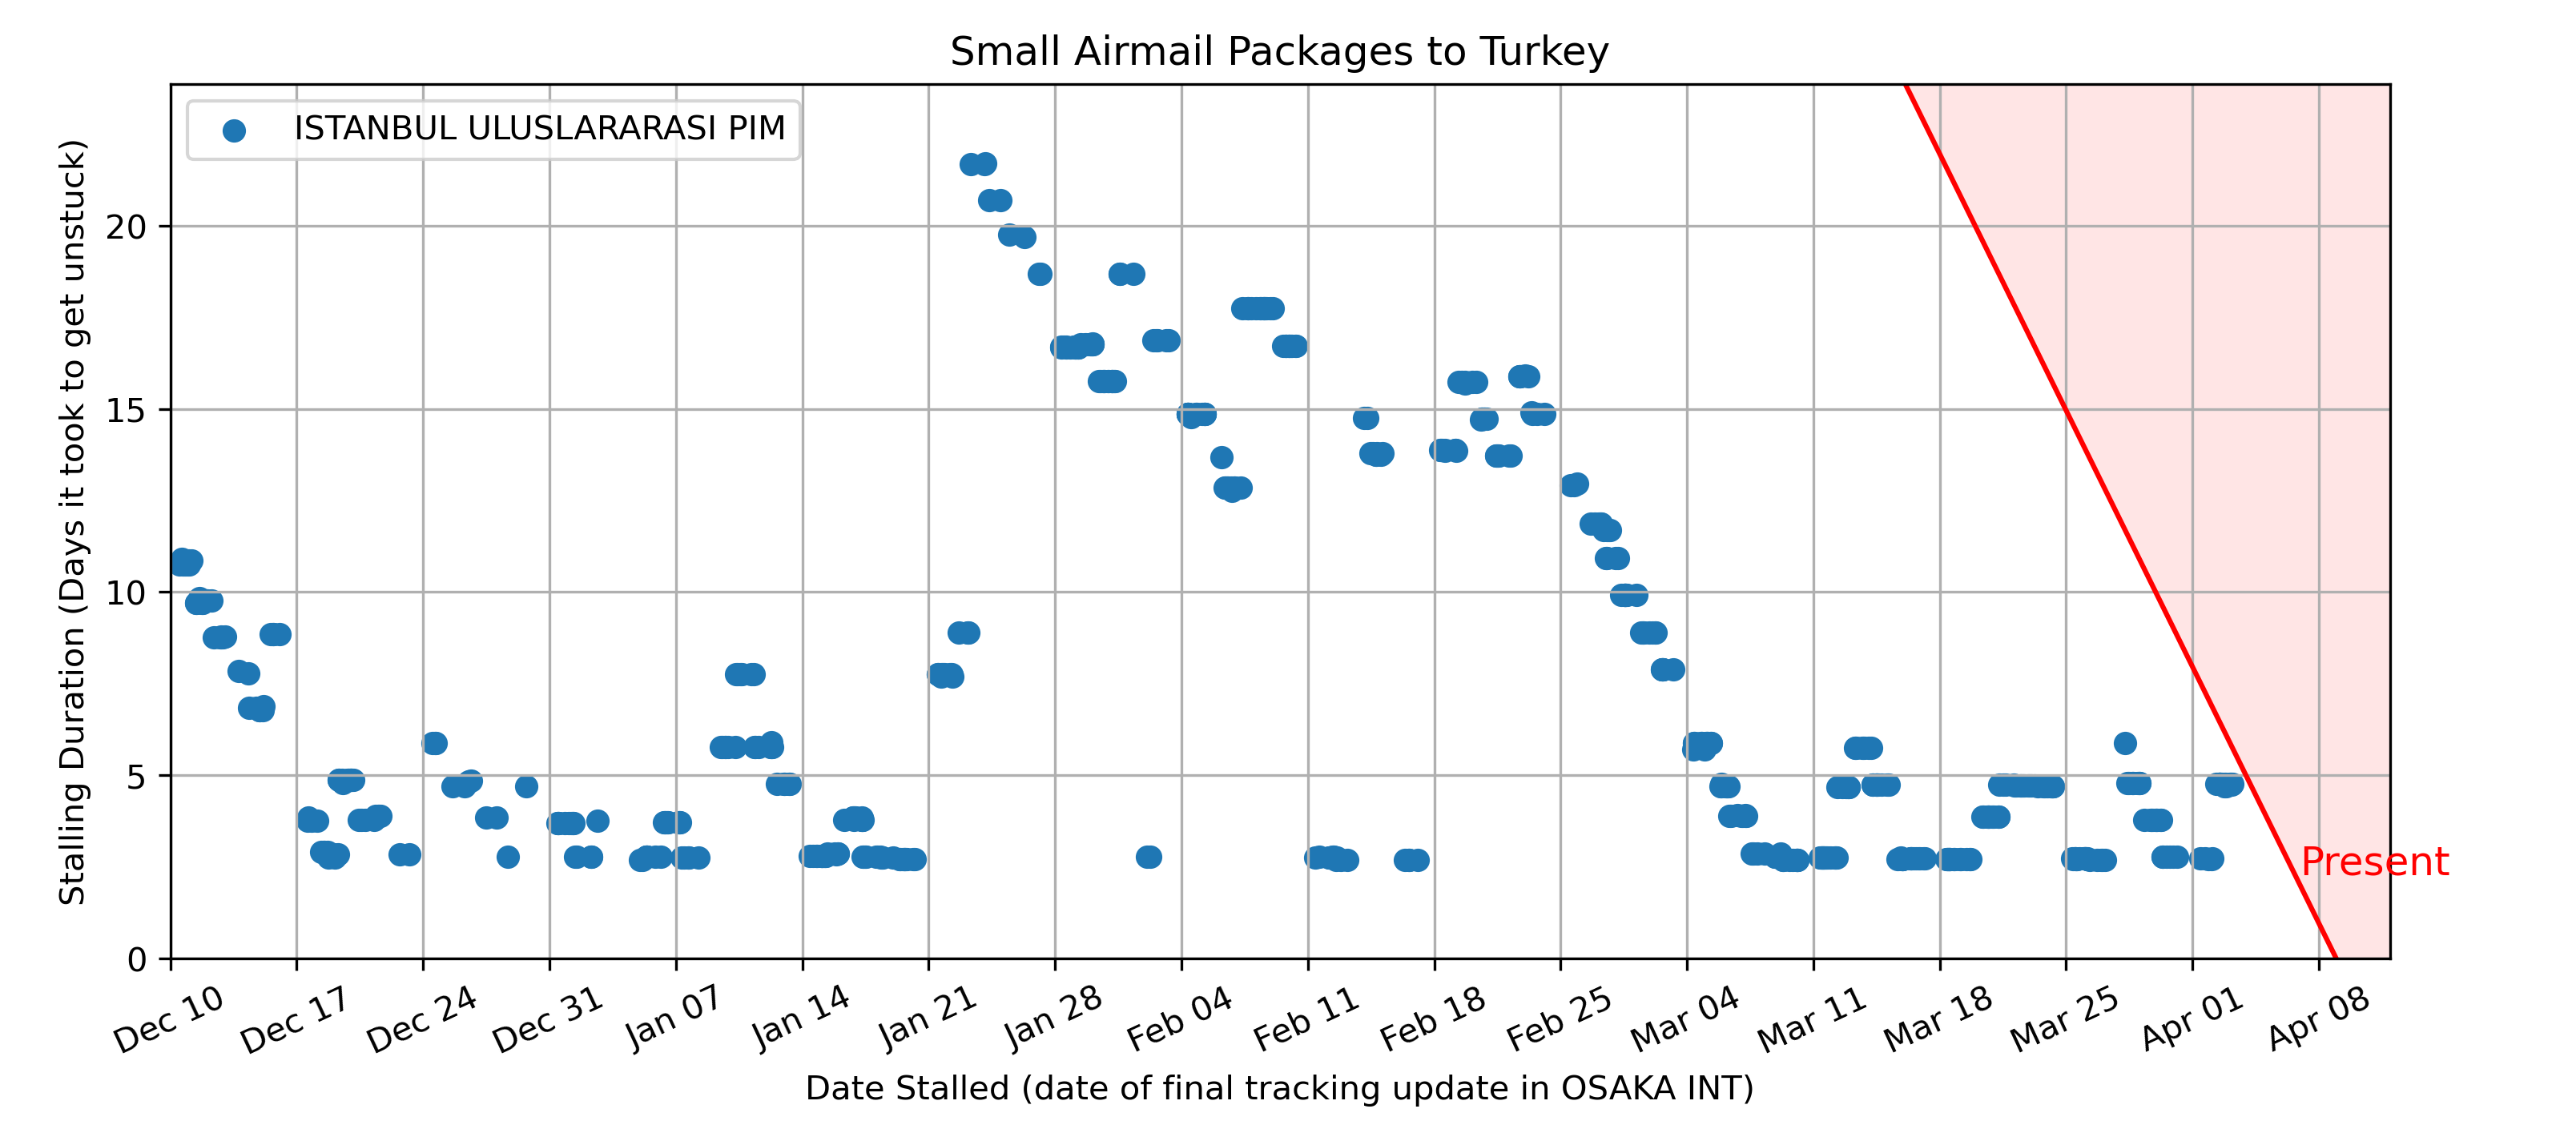 Small Airmail Packages to Turkey
ISTANBUL ULUSLARARASI PIM
Stalling Duration (Days it took to get unstuck)
20
15
10
5
0
Present
Dec 10
Dec 17
Dec 24
Dec 31
Jan 07
Jan 14
Jan 21
Jan 28
Feb 04
Feb 11
Feb 18
Feb 25
Mar 04
Mar 11
Mar 18
Mar 25
Apr 01
Apr 08
Date Stalled (date of final tracking update in OSAKA INT)